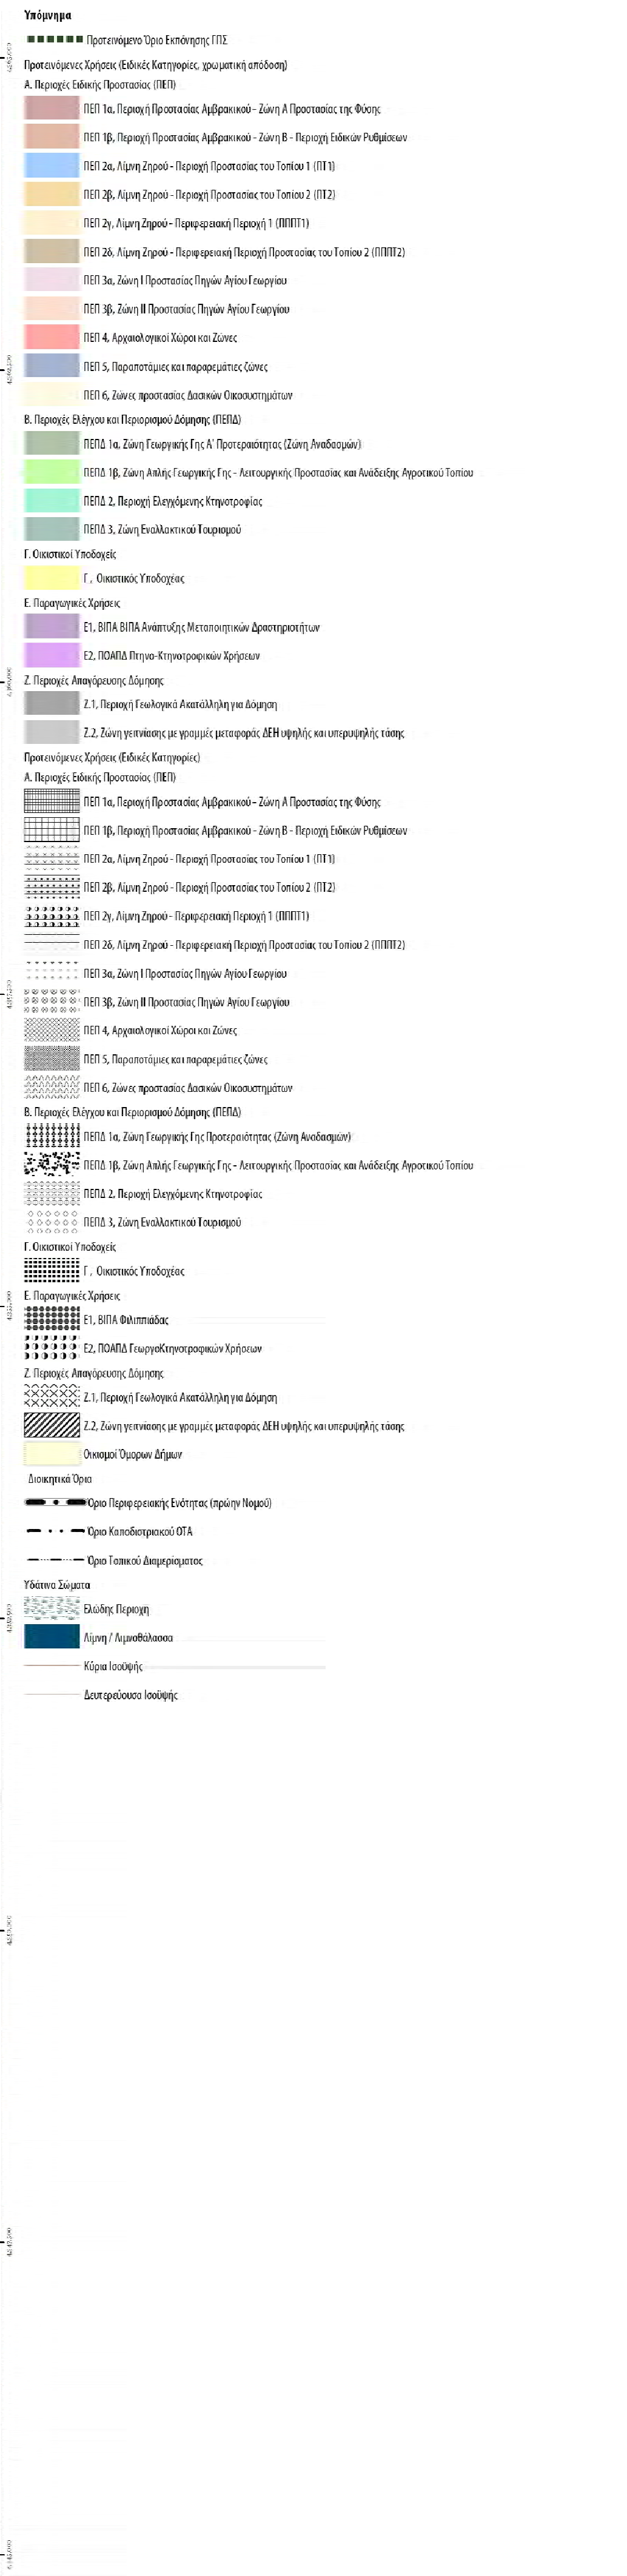 Υπόμνημα
Προτεινόμενο Όριο Εκπόνησης ΓΠΣ
Προτεινόμενες Χρήσεις (Ειδικές Κατηγορίες, χρωματική απόδοση)
Α. Περιοχές Ειδικής Προστασίας (ΠΕΠ)
ΠΕΠ 1α, Περιοχή Προστασίας Αμβρακικού - Ζώνη Α Προστασίας της Φύσης
ΠΕΠ 1β, Περιοχή Προστασίας Αμβρακικού - Ζώνη Β - Περιοχή Ειδικών Ρυθμίσεων
ΠΕΠ 2α, Λίμνη Ζηρού - Περιοχή Προστασίας του Τοπίου 1 (ΠΤ1)
ΠΕΠ 2β, Λίμνη Ζηρού - Περιοχή Προστασίας του Τοπίου 2 (ΠΤ2)
ΠΕΠ 2γ, Λίμνη Ζηρού - Περιφερειακή Περιοχή 1 (ΠΠΠΤ1)
ΠΕΠ 2δ, Λίμνη Ζηρού - Περιφερειακή Περιοχή Προστασίας του Τοπίου 2 (ΠΠΠΤ2)
ΠΕΠ 3α, Ζώνη Ι Προστασίας Πηγών Αγίου Γεωργίου
ΠΕΠ 3β, Ζώνη ΙΙ Προστασίας Πηγών Αγίου Γεωργίου
ΠΕΠ 4, Αρχαιολογικοί Χώροι και Ζώνες
ΠΕΠ 5, Παραποτάμιες και παραρεμάτιες ζώνες
ΠΕΠ 6, Ζώνες προστασίας Δασικών Οικοσυστημάτων
Β. Περιοχές Ελέγχου και Περιορισμού Δόμησης (ΠΕΠΔ)
ΠΕΠΔ 1α, Ζώνη Γεωργικής Γης Α' Προτεραιότητας (Ζώνη Αναδασμών)
ΠΕΠΔ 1β, Ζώνη Απλής Γεωργικής Γης - Λειτουργικής Προστασίας και Ανάδειξης Αγροτικού Τοπίου
ΠΕΠΔ 2, Περιοχή Ελεγχόμενης Κτηνοτροφίας
ΠΕΠΔ 3, Ζώνη Εναλλακτικού Τουρισμού
Γ. Οικιστικοί Υποδοχείς
Γ , Οικιστικός Υποδοχέας
Ε. Παραγωγικές Χρήσεις
Ε1, ΒΙΠΑ ΒΙΠΑ Ανάπτυξης Μεταποιητικών Δραστηριοτήτων
Ε2, ΠΟΑΠΔ Πτηνο-Κτηνοτροφικών Χρήσεων
Ζ. Περιοχές Απαγόρευσης Δόμησης
Ζ.1, Περιοχή Γεωλογικά Ακατάλληλη για Δόμηση
Ζ.2, Ζώνη γειτνίασης με γραμμές μεταφοράς ΔΕΗ υψηλής και υπερυψηλής τάσης
Προτεινόμενες Χρήσεις (Ειδικές Κατηγορίες)
Α. Περιοχές Ειδικής Προστασίας (ΠΕΠ)
ΠΕΠ 1α, Περιοχή Προστασίας Αμβρακικού - Ζώνη Α Προστασίας της Φύσης
ΠΕΠ 1β, Περιοχή Προστασίας Αμβρακικού - Ζώνη Β - Περιοχή Ειδικών Ρυθμίσεων
ΠΕΠ 2α, Λίμνη Ζηρού - Περιοχή Προστασίας του Τοπίου 1 (ΠΤ1)
ΠΕΠ 2β, Λίμνη Ζηρού - Περιοχή Προστασίας του Τοπίου 2 (ΠΤ2)
ΠΕΠ 2γ, Λίμνη Ζηρού - Περιφερειακή Περιοχή 1 (ΠΠΠΤ1)
ΠΕΠ 2δ, Λίμνη Ζηρού - Περιφερειακή Περιοχή Προστασίας του Τοπίου 2 (ΠΠΠΤ2)
ΠΕΠ 3α, Ζώνη Ι Προστασίας Πηγών Αγίου Γεωργίου
ΠΕΠ 3β, Ζώνη ΙΙ Προστασίας Πηγών Αγίου Γεωργίου
ΠΕΠ 4, Αρχαιολογικοί Χώροι και Ζώνες
ΠΕΠ 5, Παραποτάμιες και παραρεμάτιες ζώνες
ΠΕΠ 6, Ζώνες προστασίας Δασικών Οικοσυστημάτων
Β. Περιοχές Ελέγχου και Περιορισμού Δόμησης (ΠΕΠΔ)
ΠΕΠΔ 1α, Ζώνη Γεωργικής Γης Προτεραιότητας (Ζώνη Αναδασμών)
ΠΕΠΔ 1β, Ζώνη Απλής Γεωργικής Γης - Λειτουργικής Προστασίας και Ανάδειξης Αγροτικού Τοπίου
ΠΕΠΔ 2, Περιοχή Ελεγχόμενης Κτηνοτροφίας
ΠΕΠΔ 3, Ζώνη Εναλλακτικού Τουρισμού
Γ. Οικιστικοί Υποδοχείς
Γ , Οικιστικός Υποδοχέας
Ε. Παραγωγικές Χρήσεις
Ε1, ΒΙΠΑ Φιλιππιάδας
Ε2, ΠΟΑΠΔ ΓεωργοΚτηνοτροφικών Χρήσεων
Ζ. Περιοχές Απαγόρευσης Δόμησης
Ζ.1, Περιοχή Γεωλογικά Ακατάλληλη για Δόμηση
Ζ.2, Ζώνη γειτνίασης με γραμμές μεταφοράς ΔΕΗ υψηλής και υπερυψηλής τάσης
Οικισμοί Όμορων Δήμων
Διοικητικά Όρια
Όριο Περιφερειακής Ενότητας (πρώην Νομού)
Όριο Καποδιστριακού ΟΤΑ
Όριο Τοπικού Διαμερίσματος
Υδάτινα Σώματα
Ελώδης Περιοχή
Λίμνη / Λιμνοθάλασσα
Κύρια Ισοϋψής
Δευτερεύουσα Ισοϋψής